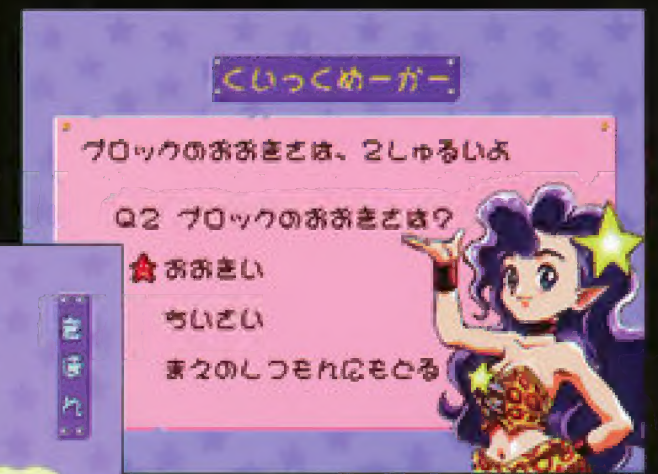 くいっくめーかー
ブロックのおおきさは、2しゅるいよ
Q2 ブロックのおおきさは?
おおきい
ちいさい
まえのしつもんにもどる
きほん